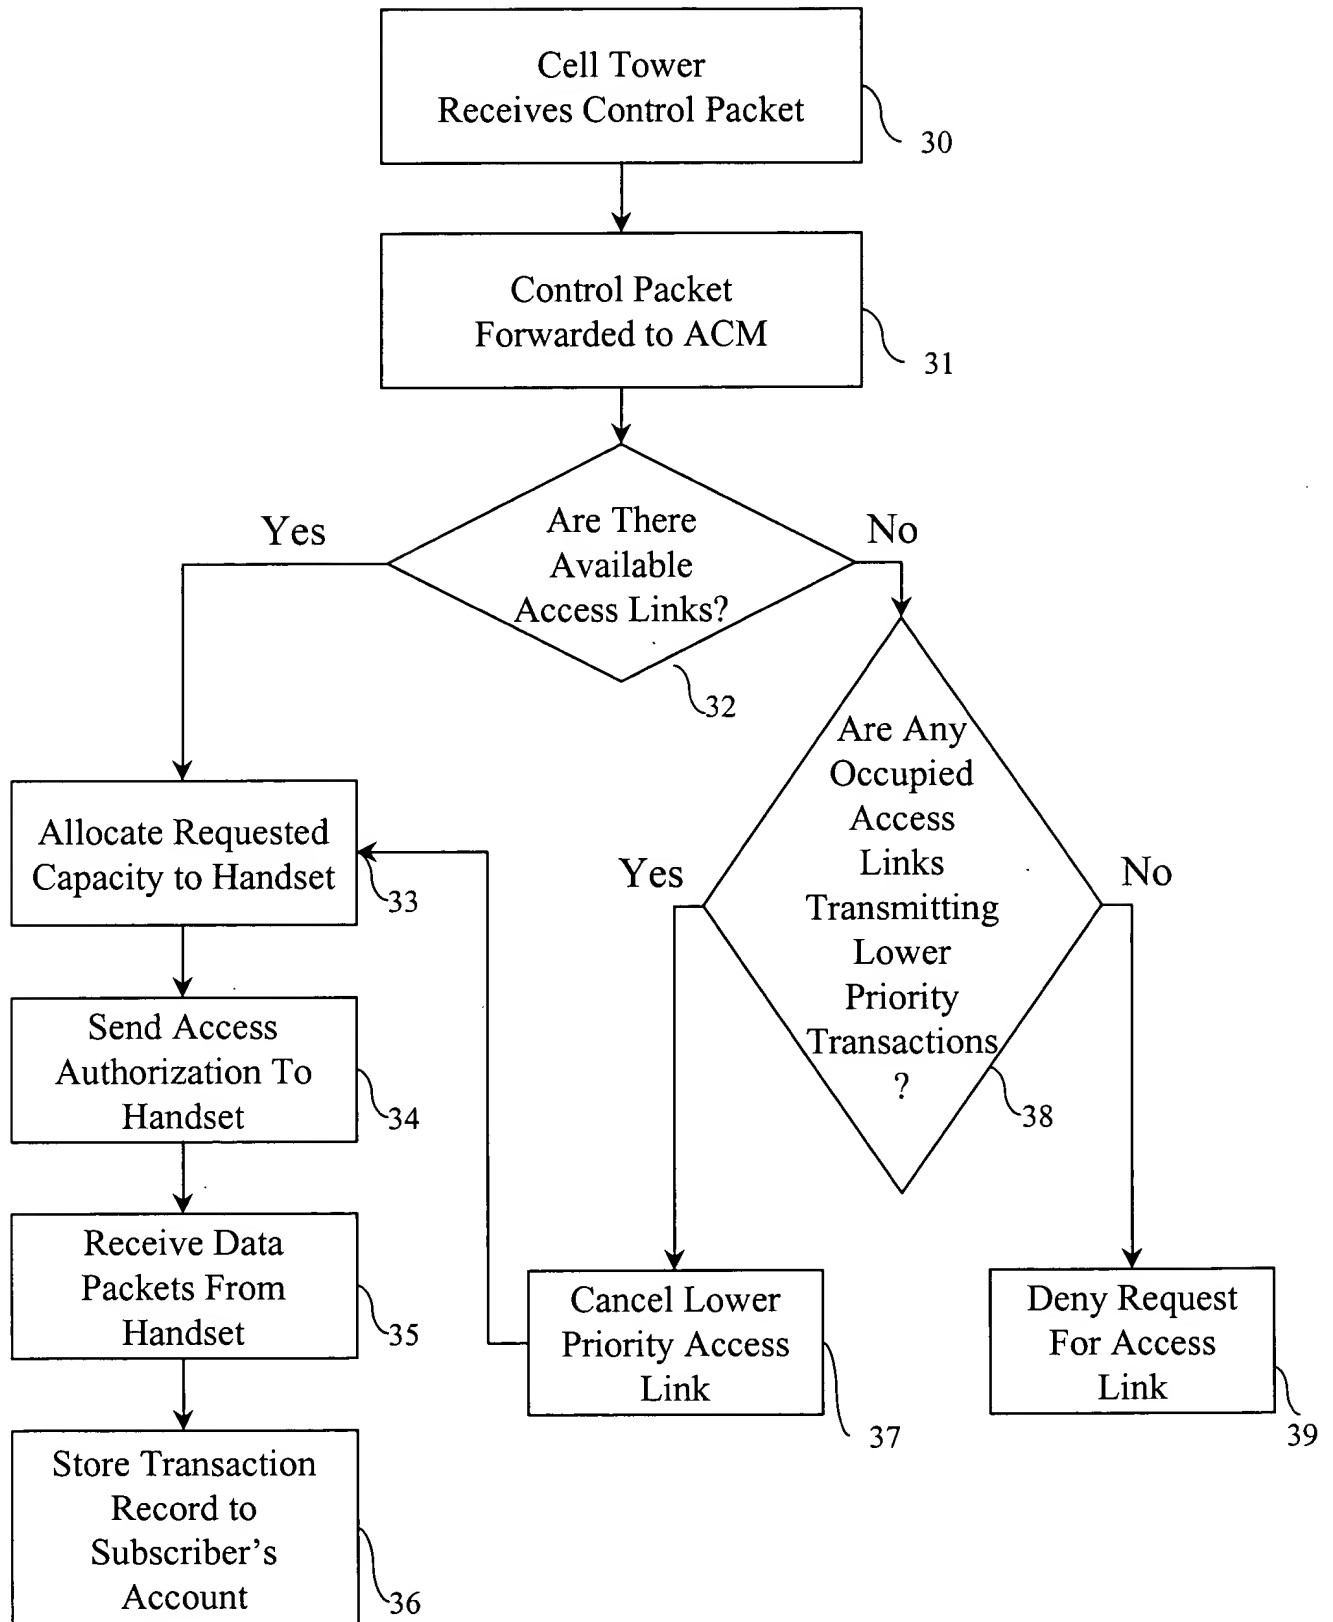 Cell Tower
Receives Control Packet
30
Control Packet
Forwarded to ACM
31
Yes
Are There
Available
Access Links?
No
32
Are Any
Occupied
Access
Links
Transmitting
Lower
Priority
Transactions
?
38
Yes
No
Allocate Requested
Capacity to Handset
33
Send Access
Authorization To
Handset
34
Receive Data
Packets From
Handset
35
Cancel Lower
Priority Access
Link
37
Deny Request
For Access
Link
39
Store Transaction
Record to
Subscriber's
Account
36